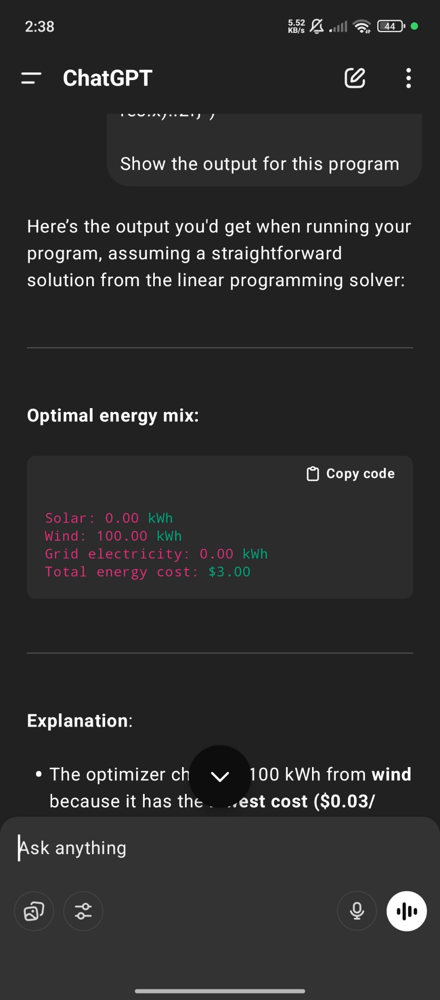 2:38
5.52
KB/s
44
ChatGPT
Show the output for this program
Here’s the output you'd get when running your
program, assuming a straightforward
solution from the linear programming solver:
Optimal energy mix:
Copy code
Solar: 0.00 kWh
Wind: 100.00 kWh
Grid electricity: 0.00 kWh
Total energy cost: $3.00
Explanation:
• The optimizer ch 100 kWh from wind
because it has the est cost ($0.03/
Ask anything